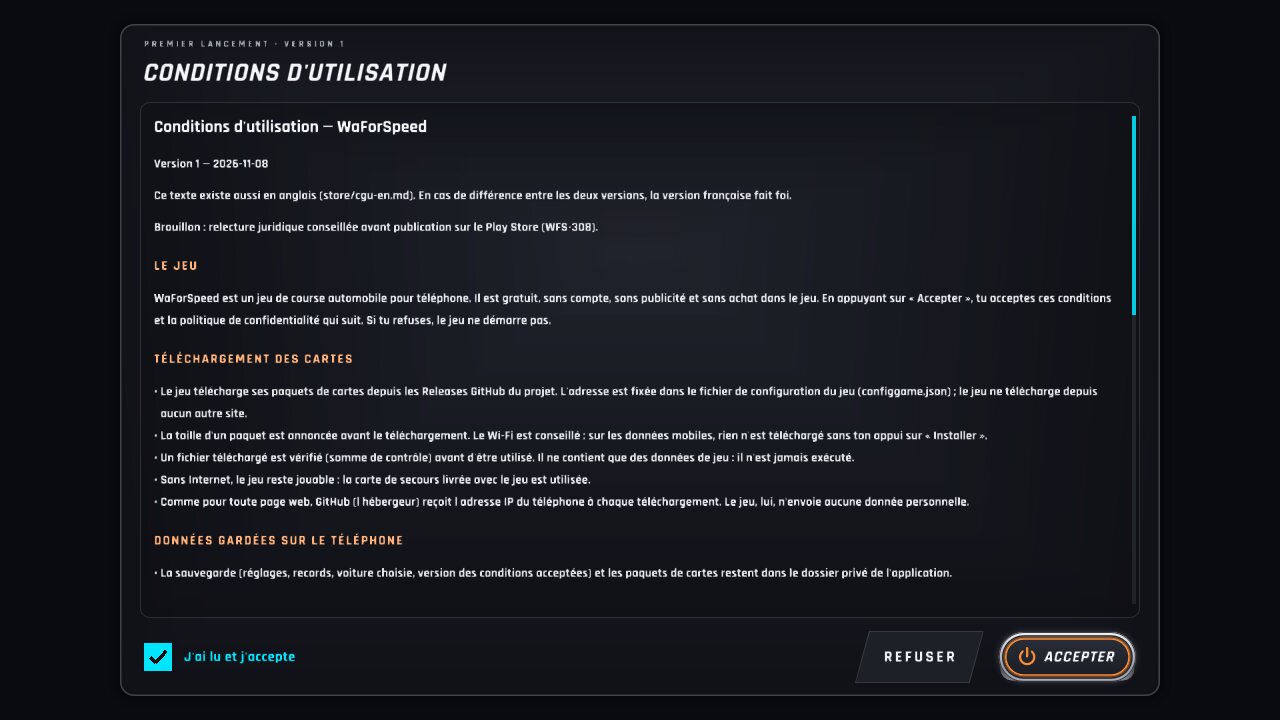 PREMIER LANCEMENT · VERSION 1
CONDITIONS D'UTILISATION
Conditions d'utilisation — WaForSpeed
Version 1 — 2026-11-08
Ce texte existe aussi en anglais (store/cgu-en.md). En cas de différence entre les deux versions, la version française fait foi.
Brouillon : relecture juridique conseillée avant publication sur le Play Store (WFS-308).
LE JEU
WaForSpeed est un jeu de course automobile pour téléphone. Il est gratuit, sans compte, sans publicité et sans achat dans le jeu. En appuyant sur « Accepter », tu acceptes ces conditions
et la politique de confidentialité qui suit. Si tu refuses, le jeu ne démarre pas.
TÉLÉCHARGEMENT DES CARTES
• Le jeu télécharge ses paquets de cartes depuis les Releases GitHub du projet. L'adresse est fixée dans le fichier de configuration du jeu (configgame.json) ; le jeu ne télécharge depuis
aucun autre site.
• La taille d'un paquet est annoncée avant le téléchargement. Le Wi-Fi est conseillé : sur les données mobiles, rien n'est téléchargé sans ton appui sur « Installer ».
• Un fichier téléchargé est vérifié (somme de contrôle) avant d'être utilisé. Il ne contient que des données de jeu : il n'est jamais exécuté.
• Sans Internet, le jeu reste jouable : la carte de secours livrée avec le jeu est utilisée.
• Comme pour toute page web, GitHub (l'hébergeur) reçoit l'adresse IP du téléphone à chaque téléchargement. Le jeu, lui, n'envoie aucune donnée personnelle.
DONNÉES GARDÉES SUR LE TÉLÉPHONE
• La sauvegarde (réglages, records, voiture choisie, version des conditions acceptées) et les paquets de cartes restent dans le dossier privé de l'application.
J'ai lu et j'accepte
REFUSER
ACCEPTER